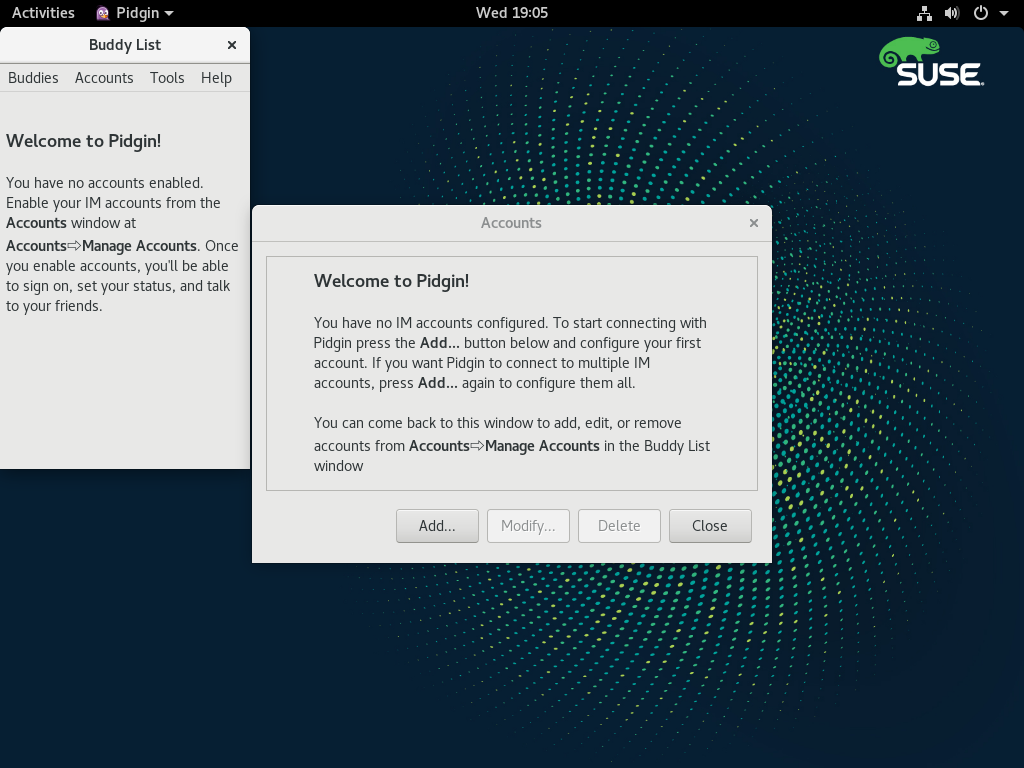 Activities Pidgin Wed 19:05
Buddy List
Buddies Accounts Tools Help
Welcome to Pidgin!
You have no accounts enabled.
Enable your IM accounts from the
Accounts window at
Accounts⇨Manage Accounts. Once
you enable accounts, you'll be able
to sign on, set your status, and talk
to your friends.
SUSE
Accounts
Welcome to Pidgin!
You have no IM accounts configured. To start connecting with
Pidgin press the Add... button below and configure your first
account. If you want Pidgin to connect to multiple IM
accounts, press Add... again to configure them all.
You can come back to this window to add, edit, or remove
accounts from Accounts⇨Manage Accounts in the Buddy List
window
Add... Modify... Delete Close